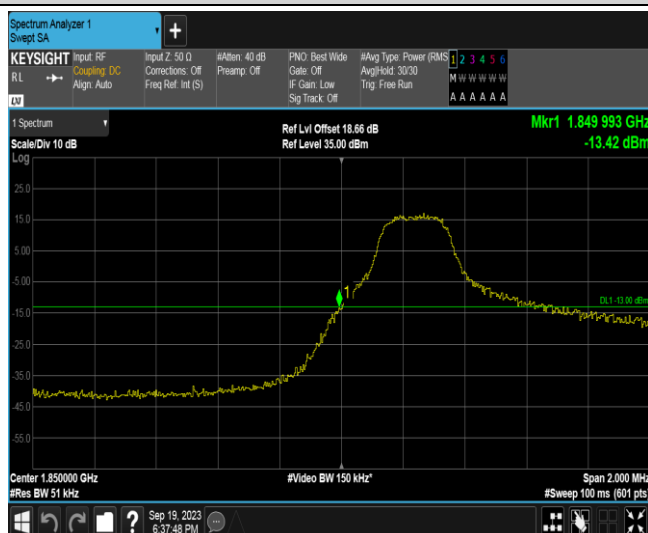 Spectrum Analyzer 1
Swept SA
+
KEYSIGHT Input: RF Input Z: 50 Ω #Atten: 40 dB PNO: Best Wide #Avg Type: Power (RMS 1 2 3 4 5 6
RL Coupling: DC Corrections: Off Preamp: Off Gate: Off Avg|Hold: 30/30 M W W W W W
Align: Auto Freq Ref: Int (S) IF Gain: Low Trig: Free Run
Sig Track: Off A A A A A A
LXI
1 Spectrum Ref Lvl Offset 18.66 dB Mkr1 1.849 993 GHz
Scale/Div 10 dB Ref Level 35.00 dBm -13.42 dBm
Log
25.0
15.0
5.00
-5.00
1
DL1 -13.00 dBm
-15.0
-25.0
-35.0
-45.0
-55.0
Center 1.850000 GHz #Video BW 150 kHz* Span 2.000 MHz
#Res BW 51 kHz #Sweep 100 ms (601 pts)
? Sep 19, 2023
6:37:48 PM